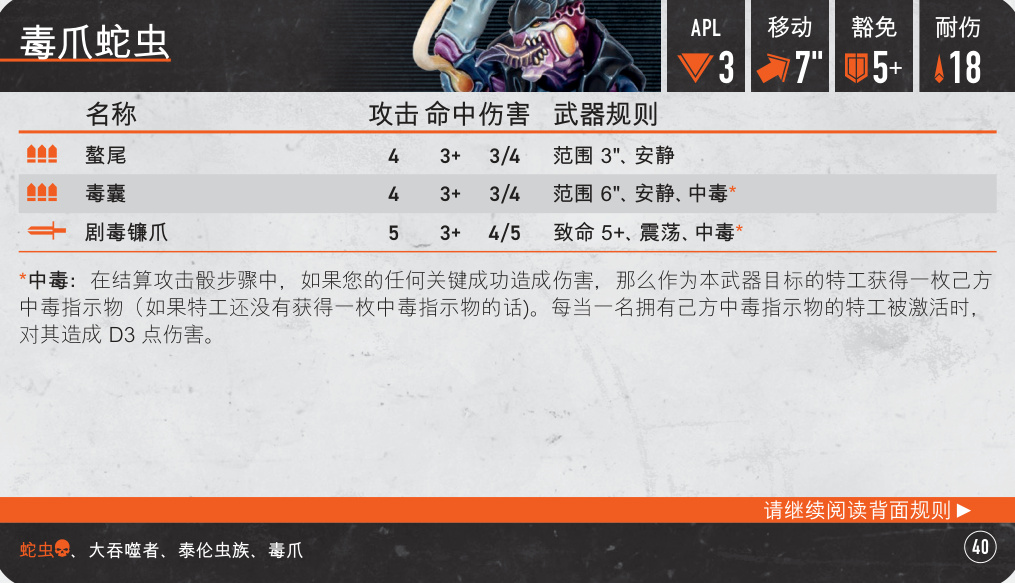 毒爪蛇虫
APL 移动 豁免 耐伤
3 7" 5+ 18
名称 攻击 命中 伤害 武器规则
螯尾 4 3+ 3/4 范围 3"、安静
毒囊 4 3+ 3/4 范围 6"、安静、中毒*
剧毒镰爪 5 3+ 4/5 致命 5+、震荡、中毒*
*中毒：在结算攻击骰步骤中，如果您的任何关键成功造成伤害，那么作为本武器目标的特工获得一枚己方
中毒指示物（如果特工还没有获得一枚中毒指示物的话)。每当一名拥有己方中毒指示物的特工被激活时，
对其造成 D3 点伤害。
请继续阅读背面规则▶
蛇虫💀、大吞噬者、泰伦虫族、毒爪
40